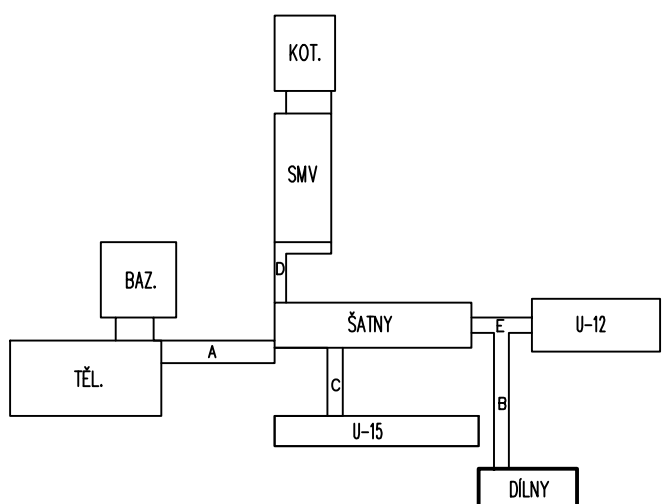 KOT.
SMV
BAZ.
D
ŠATNY
E
U-12
A
TĚL.
C
B
U-15
DÍLNY